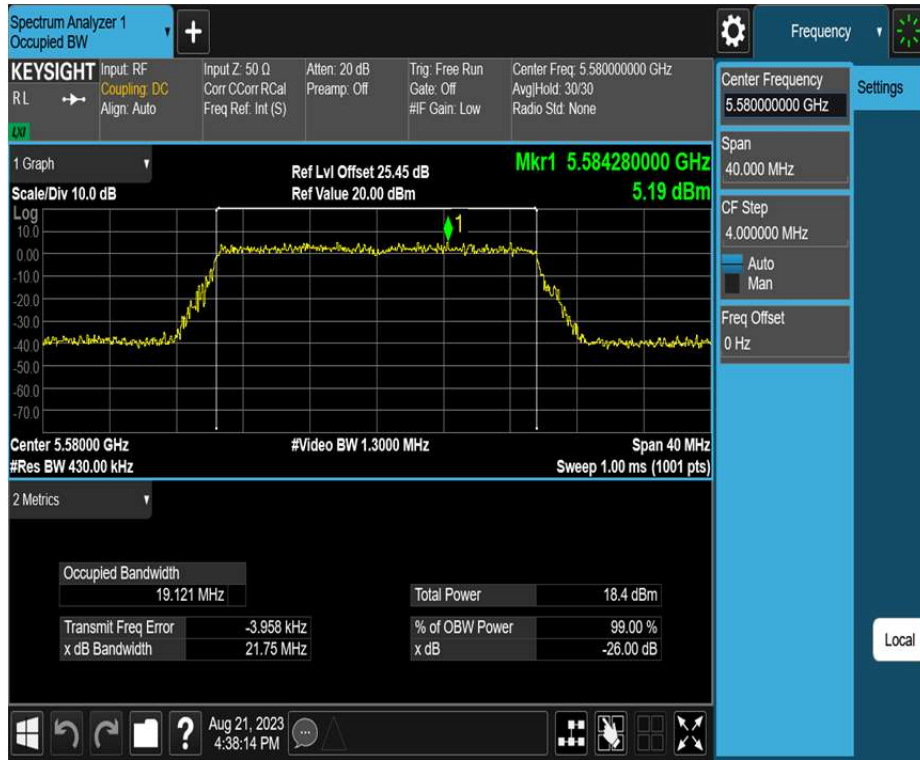 Spectrum Analyzer 1
Occupied BW
+
Frequency
KEYSIGHT
RL
LXI
Input: RF
Coupling: DC
Align: Auto
Input Z: 50 Ω
Corr CCorr RCal
Freq Ref: Int (S)
Atten: 20 dB
Preamp: Off
Trig: Free Run
Gate: Off
#IF Gain: Low
Center Freq: 5.580000000 GHz
Avg|Hold: 30/30
Radio Std: None
Center Frequency
5.580000000 GHz
Settings
Span
40.000 MHz
CF Step
4.000000 MHz
Auto
Man
Freq Offset
0 Hz
Local
1 Graph
Scale/Div 10.0 dB
Ref Lvl Offset 25.45 dB
Ref Value 20.00 dBm
Mkr1 5.584280000 GHz
5.19 dBm
Log
1
10.0
0.00
-10.0
-20.0
-30.0
-40.0
-50.0
-60.0
-70.0
Center 5.58000 GHz
#Video BW 1.3000 MHz
Span 40 MHz
#Res BW 430.00 kHz
Sweep 1.00 ms (1001 pts)
2 Metrics
Occupied Bandwidth
19.121 MHz
Total Power 18.4 dBm
Transmit Freq Error -3.958 kHz
% of OBW Power 99.00 %
x dB Bandwidth 21.75 MHz
x dB -26.00 dB
?
Aug 21, 2023
4:38:14 PM